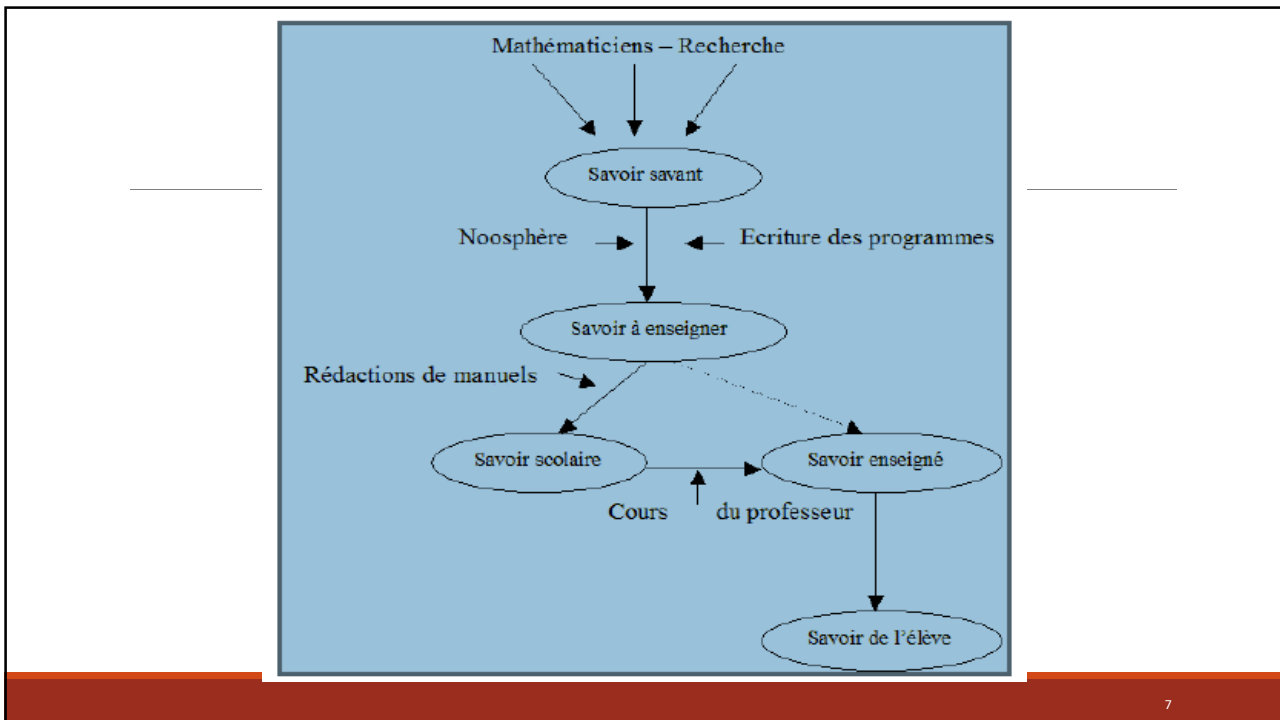 Mathématiciens – Recherche
Savoir savant
Noosphère
Ecriture des programmes
Savoir à enseigner
Rédactions de manuels
Savoir scolaire
Savoir enseigné
Cours du professeur
Savoir de l'élève
7